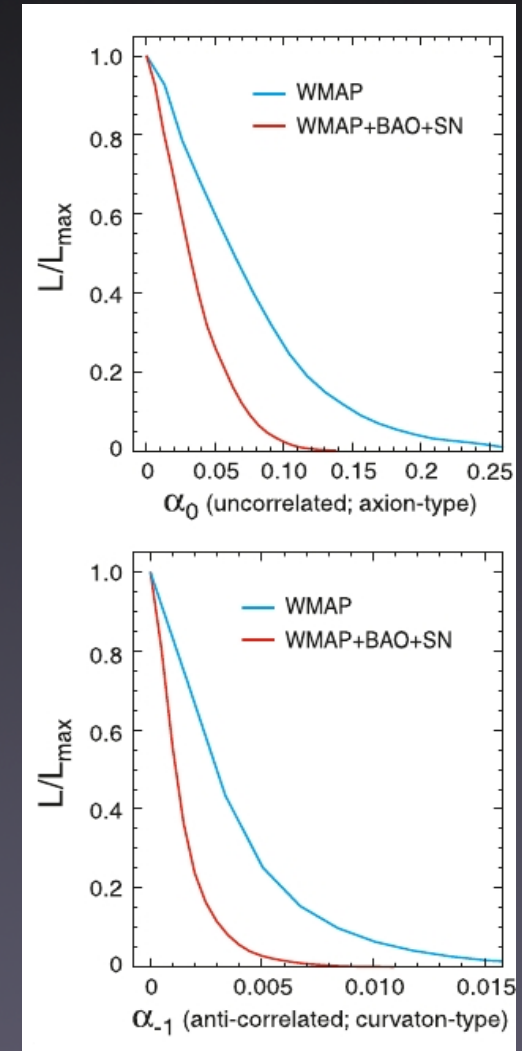 1.0
WMAP
WMAP+BAO+SN
0.8
0.6
L/Lmax
0.4
0.2
0
0 0.05 0.10 0.15 0.2 0.25
α0 (uncorrelated; axion-type)
1.0
WMAP
WMAP+BAO+SN
0.8
0.6
L/Lmax
0.4
0.2
0
0 0.005 0.010 0.015
α-1 (anti-correlated; curvaton-type)